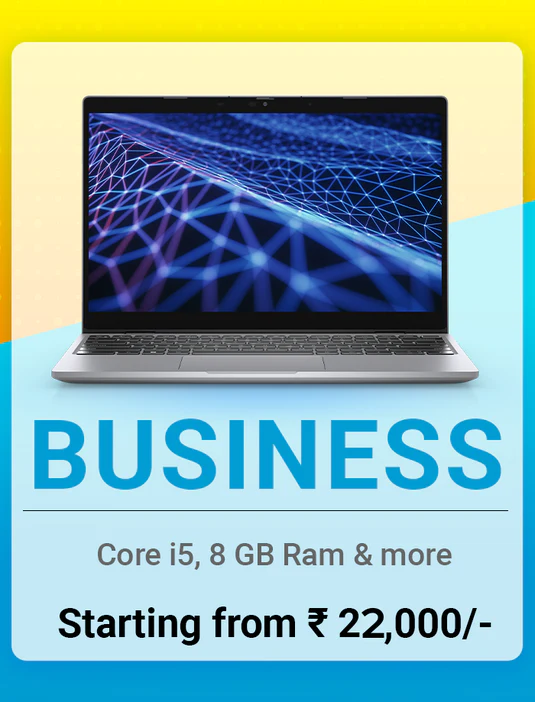 BUSINESS
Core i5, 8 GB Ram & more
Starting from ₹ 22,000/-